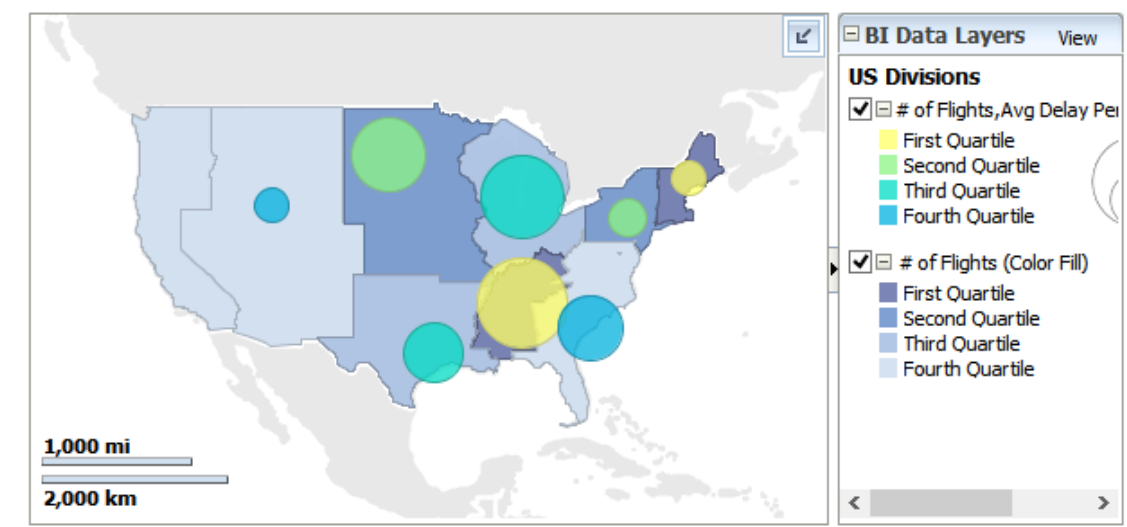 BI Data Layers View
US Divisions
# of Flights,Avg Delay
First Quartile
Second Quartile
Third Quartile
Fourth Quartile
# of Flights (Color Fill)
First Quartile
Second Quartile
Third Quartile
Fourth Quartile
1,000 mi
2,000 km